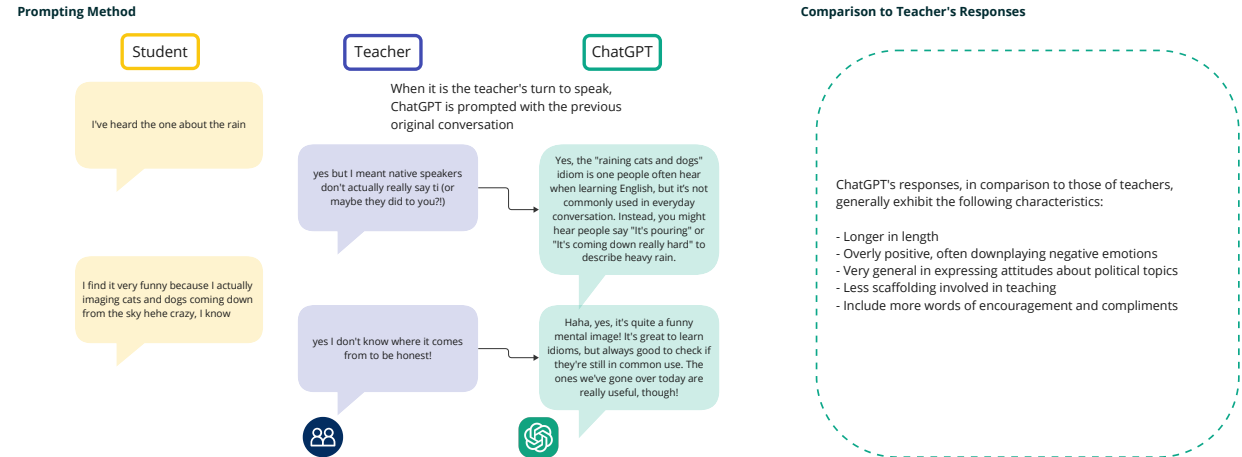 Prompting Method
Student
Teacher
ChatGPT
When it is the teacher's turn to speak,
ChatGPT is prompted with the previous
original conversation
I've heard the one about the rain
yes but I meant native speakers
don't actually really say ti (or
maybe they did to you?!)
Yes, the "raining cats and dogs"
idiom is one people often hear
when learning English, but it's not
commonly used in everyday
conversation. Instead, you might
hear people say "It's pouring" or
"It's coming down really hard" to
describe heavy rain.
I find it very funny because I actually
imaging cats and dogs coming down
from the sky hehe crazy, I know
yes I don't know where it comes
from to be honest!
Haha, yes, it's quite a funny
mental image! It's great to learn
idioms, but always good to check if
they're still in common use. The
ones we've gone over today are
really useful, though!
Comparison to Teacher's Responses
ChatGPT's responses, in comparison to those of teachers,
generally exhibit the following characteristics:
- Longer in length
- Overly positive, often downplaying negative emotions
- Very general in expressing attitudes about political topics
- Less scaffolding involved in teaching
- Include more words of encouragement and compliments